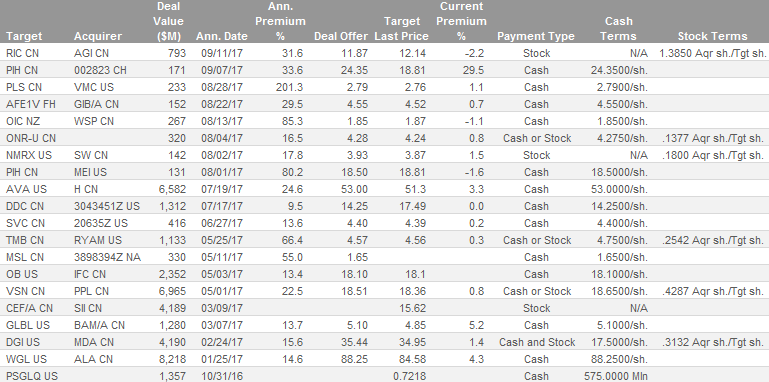 Deal Ann. Target Current
Value Premium Last Price Premium Cash
Target Acquirer ($M) Ann. Date % Deal Offer % Payment Type Terms Stock Terms
RIC CN AGI CN 793 09/11/17 31.6 11.87 12.14 -2.2 Stock N/A 1.3850 Aqr sh./Tgt sh.
PIH CN 002823 CH 171 09/07/17 33.6 24.35 18.81 29.5 Cash 24.3500/sh.
PLS CN VMC US 233 08/28/17 201.3 2.79 2.76 1.1 Cash 2.7900/sh.
AFE1V FH GIB/A CN 152 08/22/17 29.5 4.55 4.52 0.7 Cash 4.5500/sh.
OIC NZ WSP CN 267 08/13/17 85.3 1.85 1.87 -1.1 Cash 1.8500/sh.
ONR-U CN 320 08/04/17 16.5 4.28 4.24 0.8 Cash or Stock 4.2750/sh. .1377 Aqr sh./Tgt sh.
NMRX US SW CN 142 08/02/17 17.8 3.93 3.87 1.5 Stock N/A .1800 Aqr sh./Tgt sh.
PIH CN MEI US 131 08/01/17 80.2 18.50 18.81 -1.6 Cash 18.5000/sh.
AVA US H CN 6,582 07/19/17 24.6 53.00 51.3 3.3 Cash 53.0000/sh.
DDC CN 3043451Z US 1,312 07/17/17 9.5 14.25 17.49 0.0 Cash 14.2500/sh.
SVC CN 20635Z US 416 06/27/17 13.6 4.40 4.39 0.2 Cash 4.4000/sh.
TMB CN RYAM US 1,133 05/25/17 66.4 4.57 4.56 0.3 Cash or Stock 4.7500/sh. .2542 Aqr sh./Tgt sh.
MSL CN 3898394Z NA 330 05/11/17 55.0 1.65 Cash 1.6500/sh.
OB US IFC CN 2,352 05/03/17 13.4 18.10 18.1 Cash 18.1000/sh.
VSN CN PPL CN 6,965 05/01/17 22.5 18.51 18.36 0.8 Cash or Stock 18.6500/sh. .4287 Aqr sh./Tgt sh.
CEF/A CN SII CN 4,189 03/09/17 15.62 Stock N/A
GLBL US BAM/A CN 1,280 03/07/17 13.7 5.10 4.85 5.2 Cash 5.1000/sh.
DGI US MDA CN 4,190 02/24/17 15.6 35.44 34.95 1.4 Cash and Stock 17.5000/sh. .3132 Aqr sh./Tgt sh.
WGL US ALA CN 8,218 01/25/17 14.6 88.25 84.58 4.3 Cash 88.2500/sh.
PSGLQ US 1,357 10/31/16 0.7218 Cash 575.0000 Mln